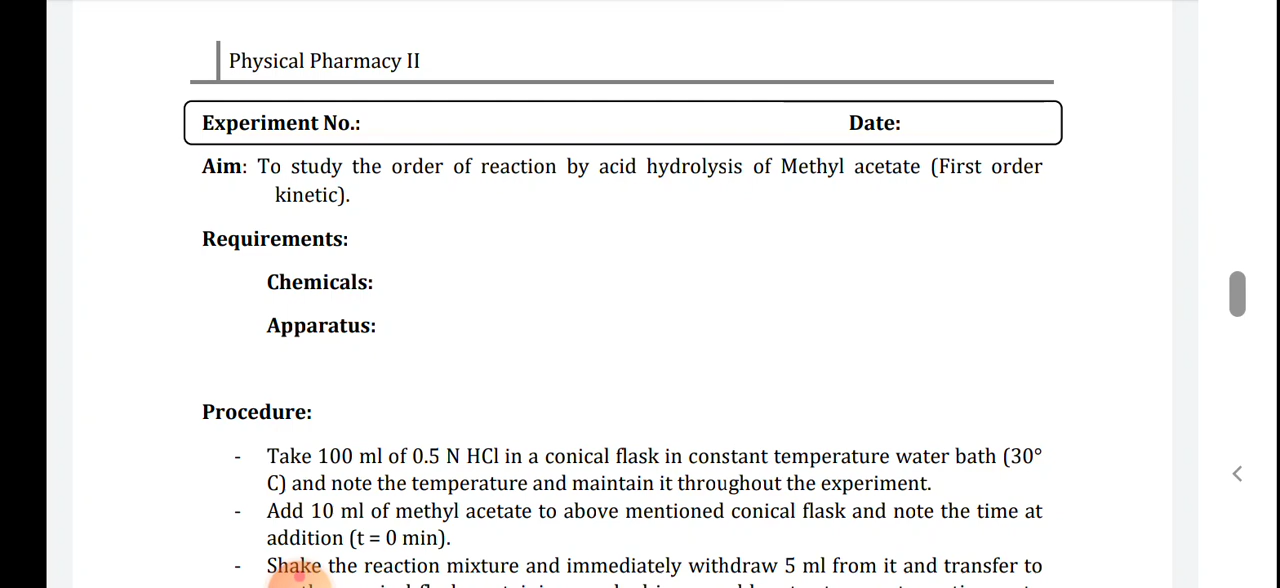 Physical Pharmacy II
Experiment No.: Date:
Aim: To study the order of reaction by acid hydrolysis of Methyl acetate (First order
kinetic).
Requirements:
Chemicals:
Apparatus:
Procedure:
- Take 100 ml of 0.5 N HCl in a conical flask in constant temperature water bath (30°
C) and note the temperature and maintain it throughout the experiment.
- Add 10 ml of methyl acetate to above mentioned conical flask and note the time at
addition (t = 0 min).
- Shake the reaction mixture and immediately withdraw 5 ml from it and transfer to